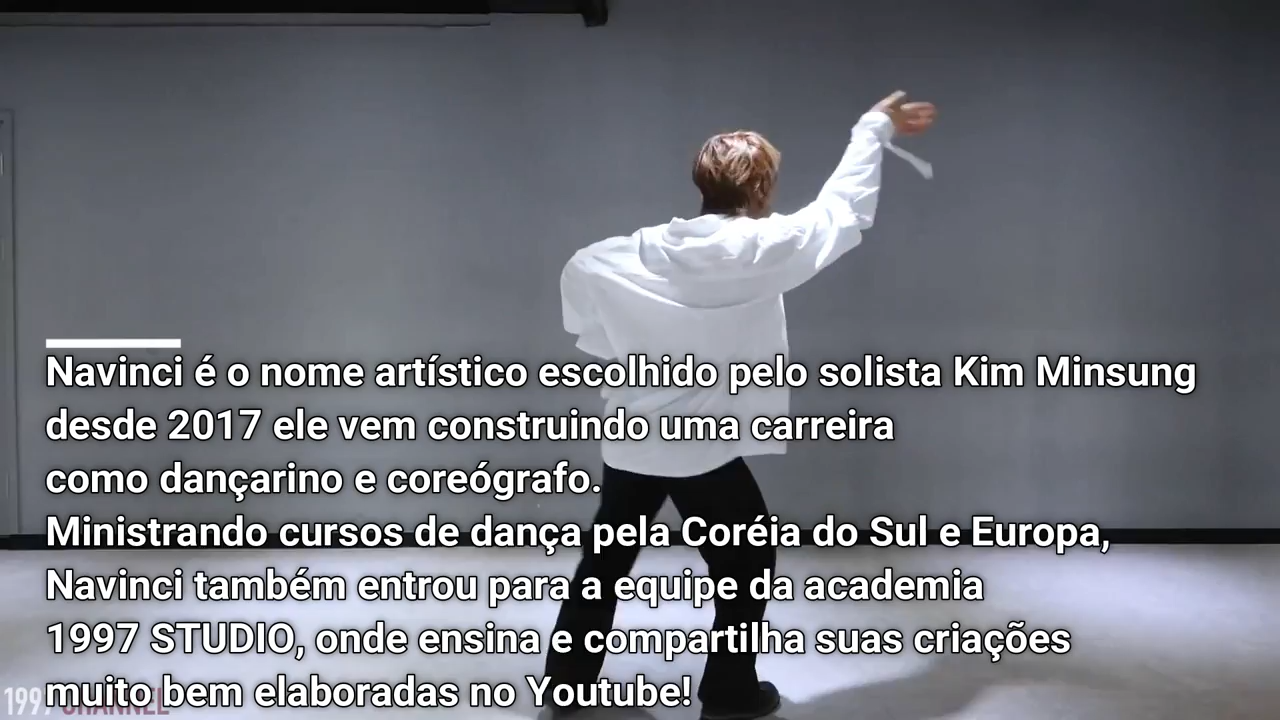 Navinci é o nome artístico escolhido pelo solista Kim Minsung
desde 2017 ele vem construindo uma carreira
como dançarino e coreógrafo.
Ministrando cursos de dança pela Coréia do Sul e Europa,
Navinci também entrou para a equipe da academia
1997 STUDIO, onde ensina e compartilha suas criações
muito bem elaboradas no Youtube!
CHANNEL